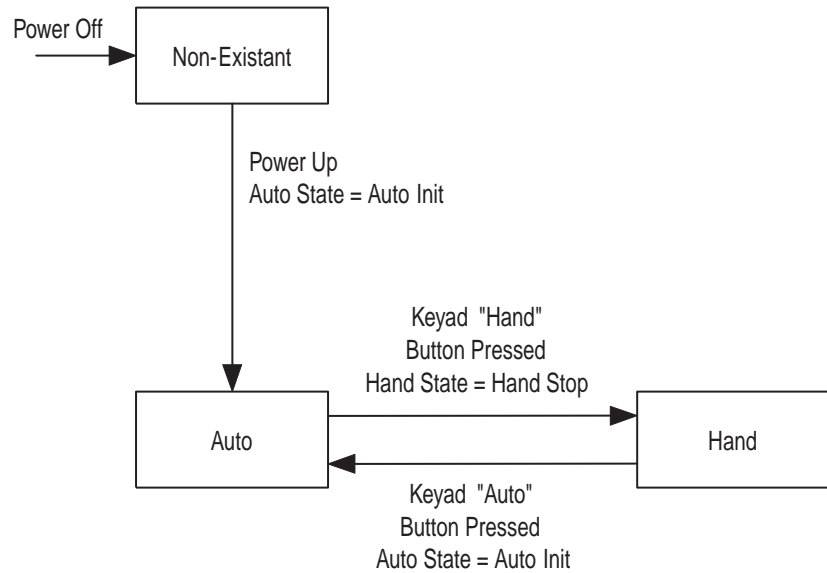 Power Off
Non-Existant
Power Up
Auto State = Auto Init
Keyad "Hand"
Button Pressed
Hand State = Hand Stop
Auto
Hand
Keyad "Auto"
Button Pressed
Auto State = Auto Init